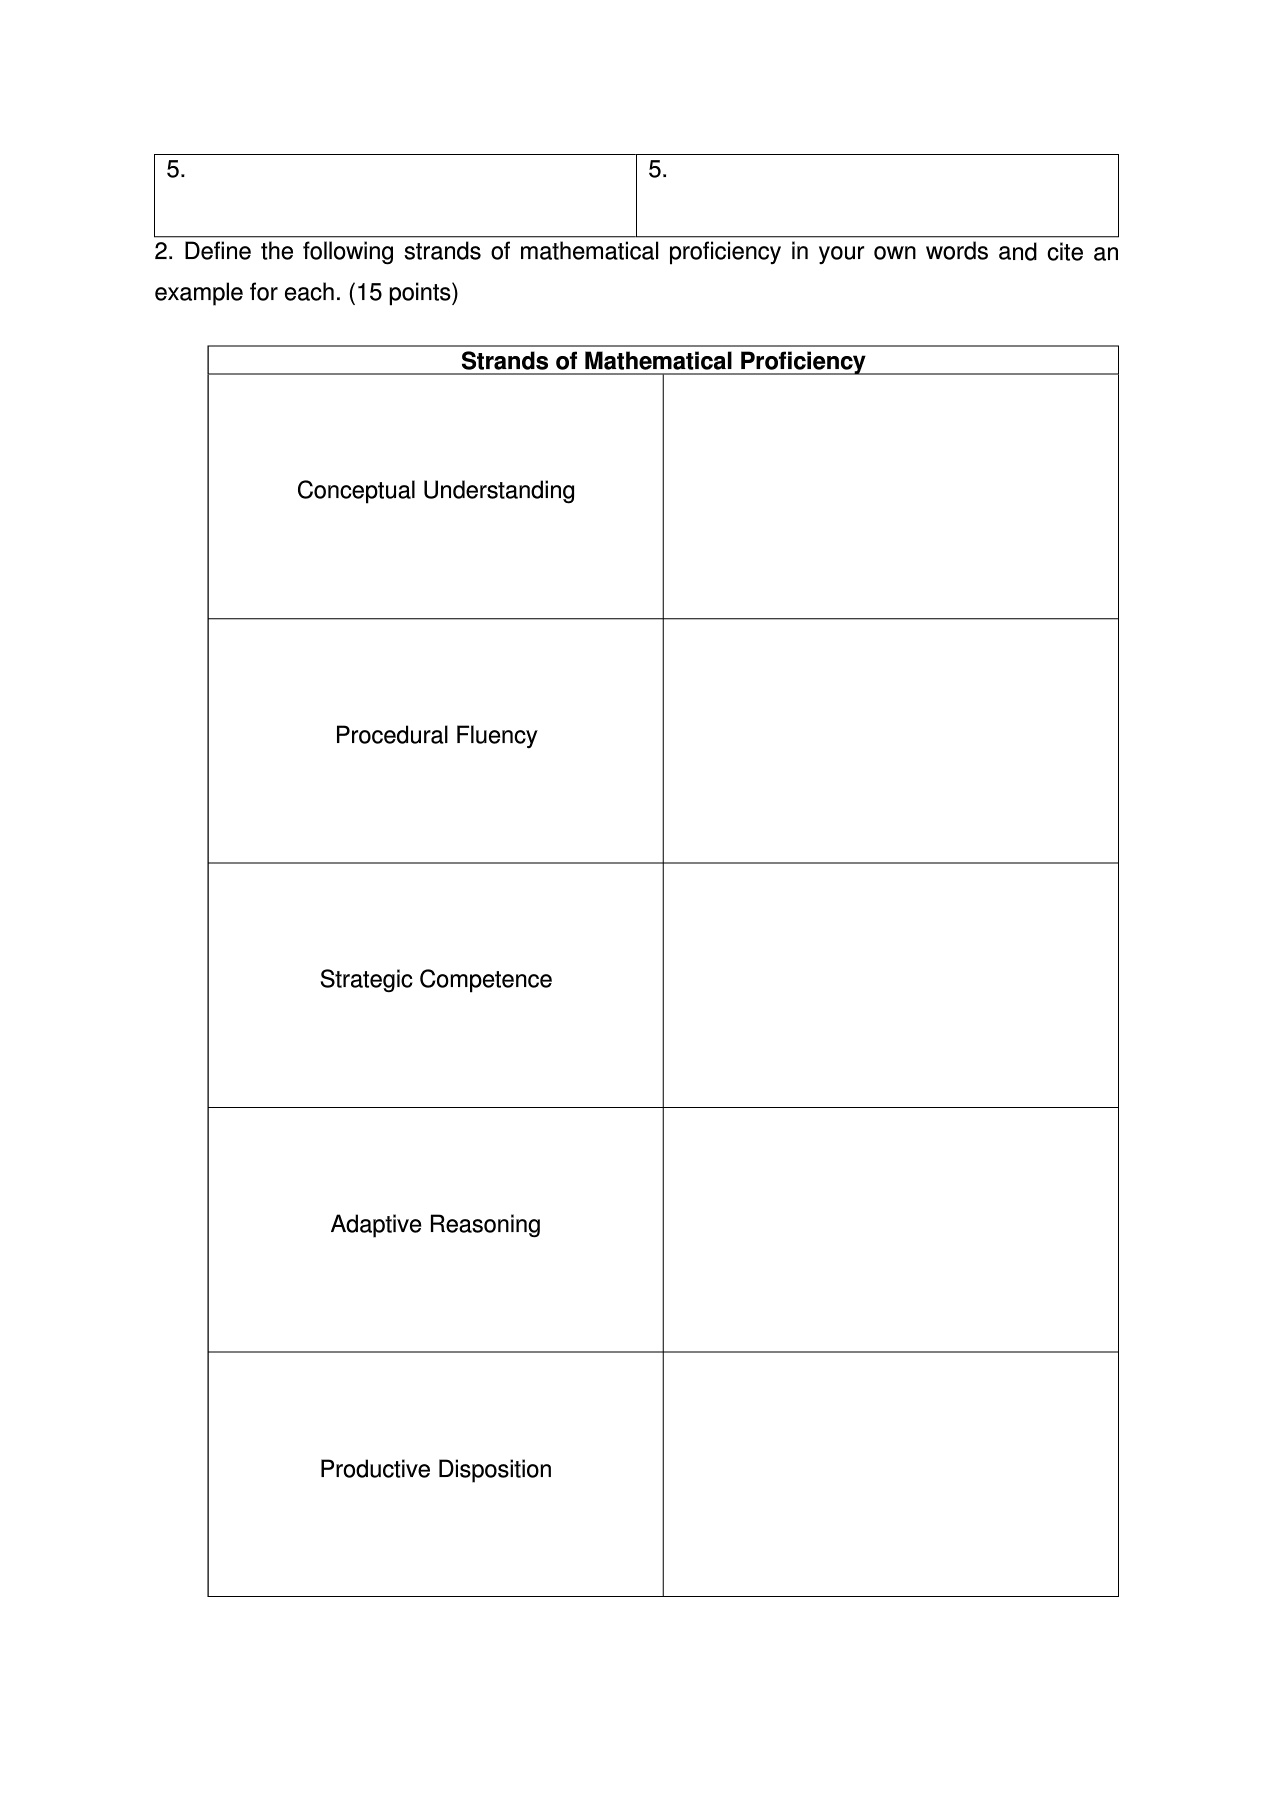 5.
5.
2. Define the following strands of mathematical proficiency in your own words and cite an
example for each. (15 points)
Strands of Mathematical Proficiency
Conceptual Understanding
Procedural Fluency
Strategic Competence
Adaptive Reasoning
Productive Disposition